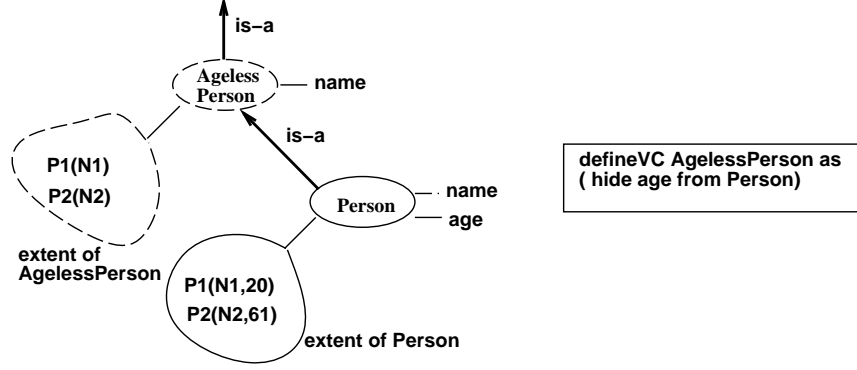 is-a
Ageless
Person
name
is-a
P1(N1)
P2(N2)
extent of
AgelessPerson
Person
name
age
P1(N1,20)
P2(N2,61)
extent of Person
defineVC AgelessPerson as
( hide age from Person)